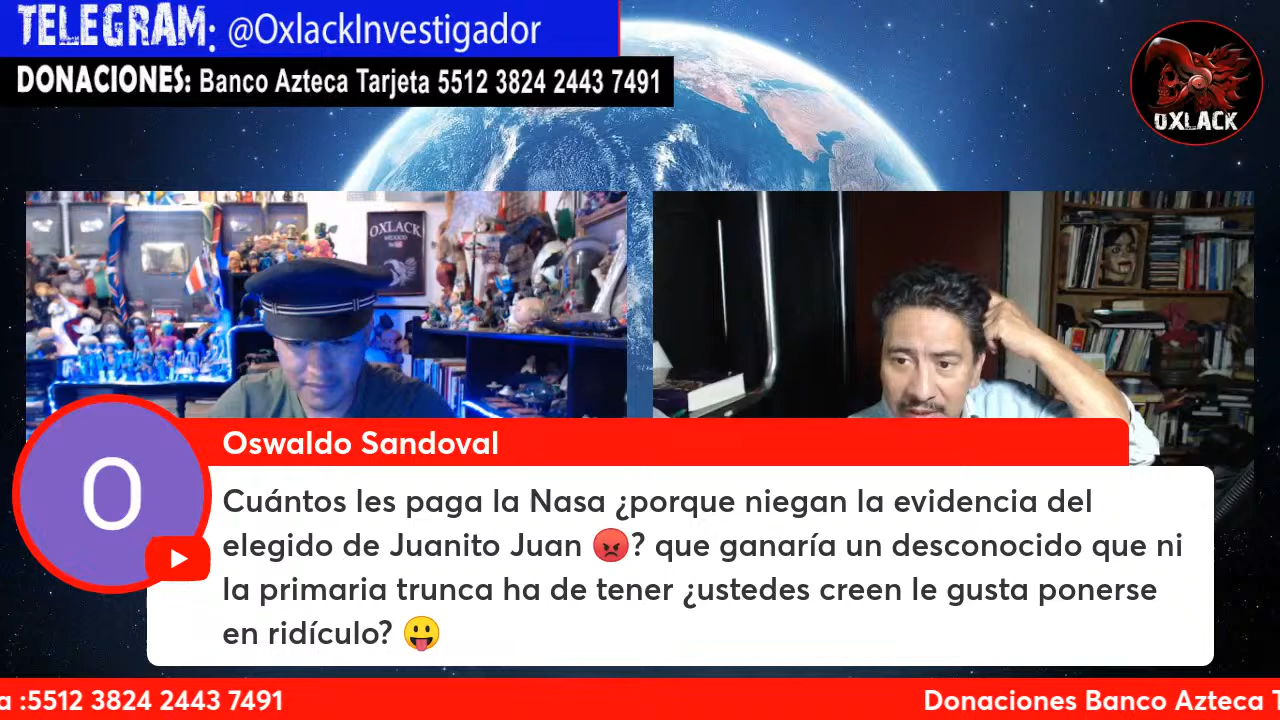 TELEGRAM: @OxlackInvestigador
DONACIONES: Banco Azteca Tarjeta 5512 3824 2443 7491
OXLACK
OXLACK
MEXICO
Oswaldo Sandoval
O
Cuántos les paga la Nasa ¿porque niegan la evidencia del
elegido de Juanito Juan 😡? que ganaría un desconocido que ni
la primaria trunca ha de tener ¿ustedes creen le gusta ponerse
en ridículo? 😛
a :5512 3824 2443 7491
Donaciones Banco Azteca T